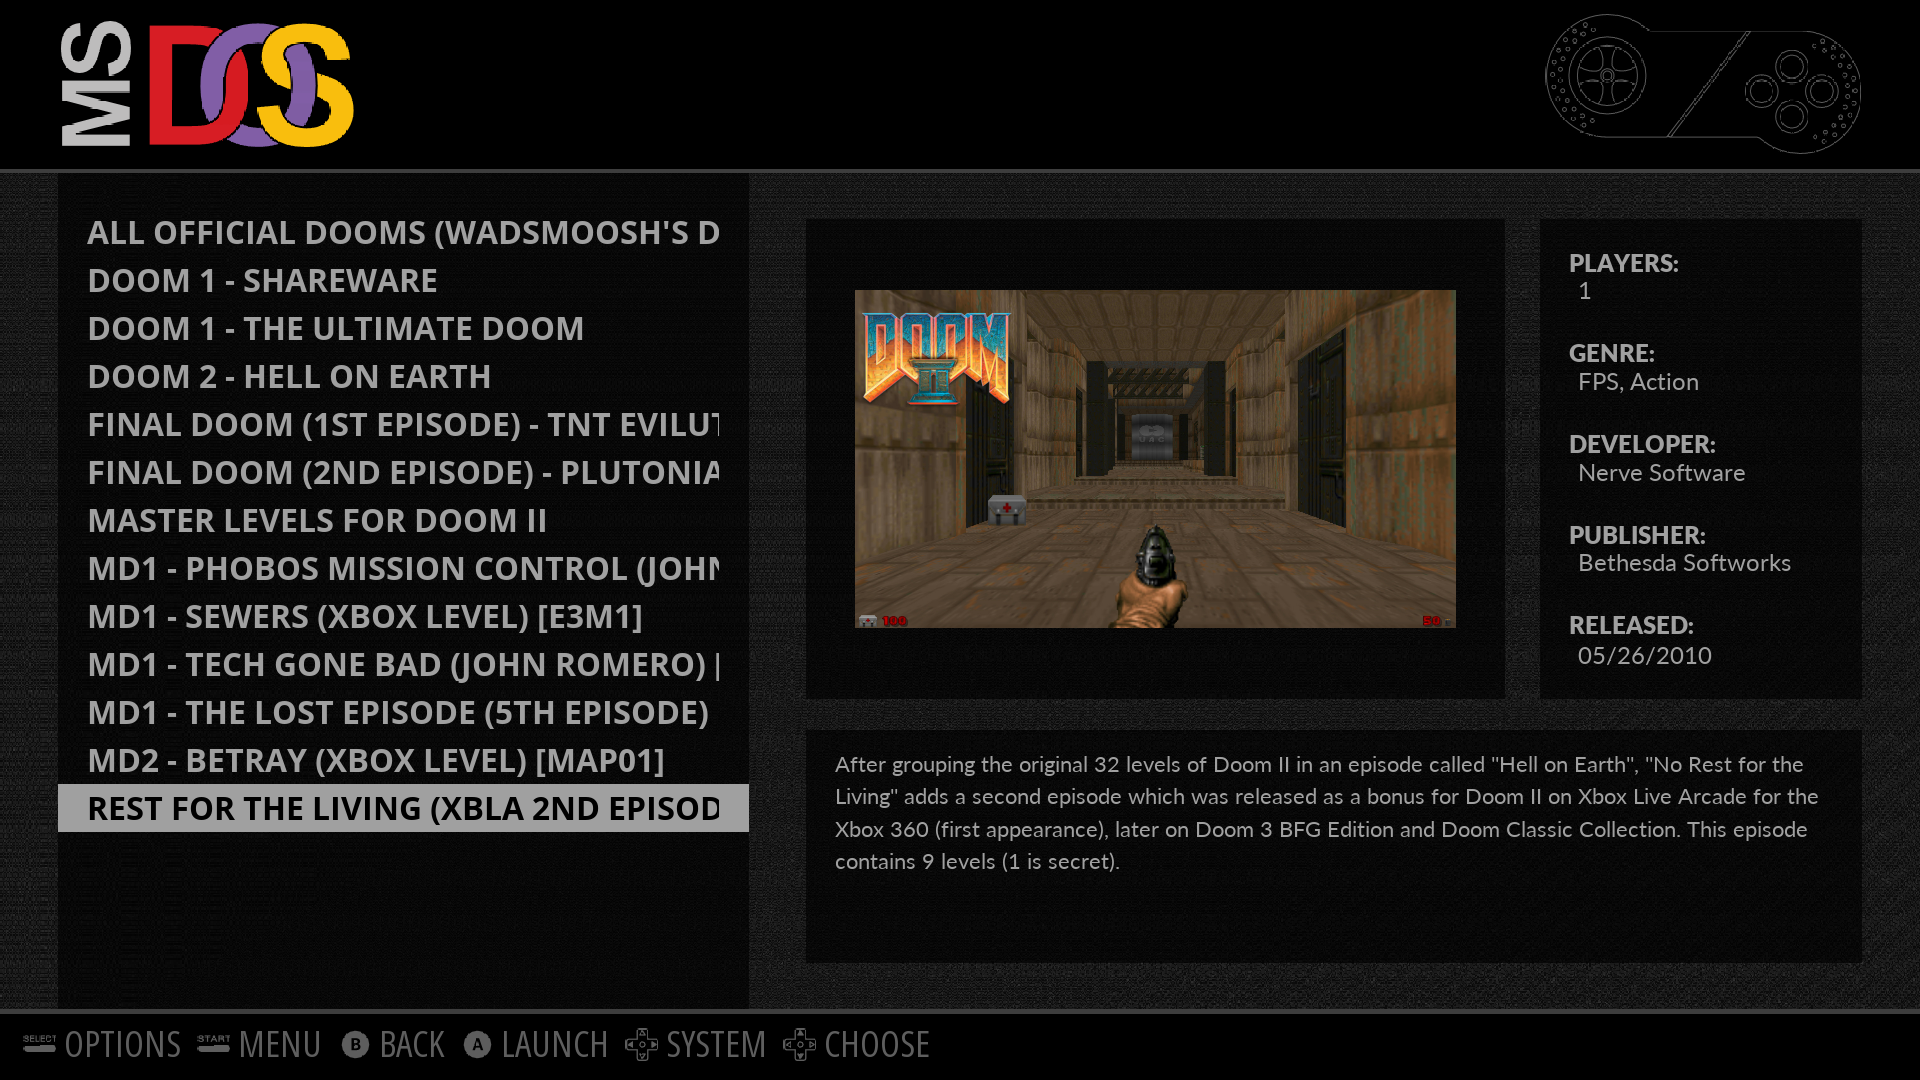 MS DOS
ALL OFFICIAL DOOMS (WADSMOOSH'S D
DOOM 1 - SHAREWARE
DOOM 1 - THE ULTIMATE DOOM
DOOM 2 - HELL ON EARTH
FINAL DOOM (1ST EPISODE) - TNT EVILUT
FINAL DOOM (2ND EPISODE) - PLUTONIA
MASTER LEVELS FOR DOOM II
MD1 - PHOBOS MISSION CONTROL (JOHN
MD1 - SEWERS (XBOX LEVEL) [E3M1]
MD1 - TECH GONE BAD (JOHN ROMERO) [
MD1 - THE LOST EPISODE (5TH EPISODE)
MD2 - BETRAY (XBOX LEVEL) [MAP01]
REST FOR THE LIVING (XBLA 2ND EPISOD
DOOM
II
UAC
100
50
PLAYERS:
1
GENRE:
FPS, Action
DEVELOPER:
Nerve Software
PUBLISHER:
Bethesda Softworks
RELEASED:
05/26/2010
After grouping the original 32 levels of Doom II in an episode called "Hell on Earth", "No Rest for the
Living" adds a second episode which was released as a bonus for Doom II on Xbox Live Arcade for the
Xbox 360 (first appearance), later on Doom 3 BFG Edition and Doom Classic Collection. This episode
contains 9 levels (1 is secret).
SELECT OPTIONS START MENU B BACK A LAUNCH SYSTEM CHOOSE